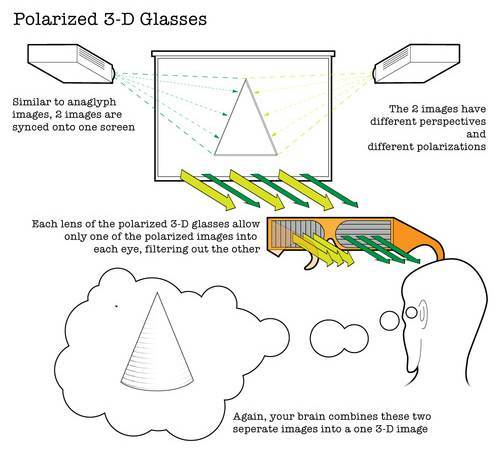 Polarized 3-D Glasses
Similar to anaglyph
images, 2 images are
synced onto one screen
The 2 images have
different perspectives
and
different polarizations
Each lens of the polarized 3-D glasses allow
only one of the polarized images into
each eye, filtering out the other
Again, your brain combines these two
seperate images into a one 3-D image